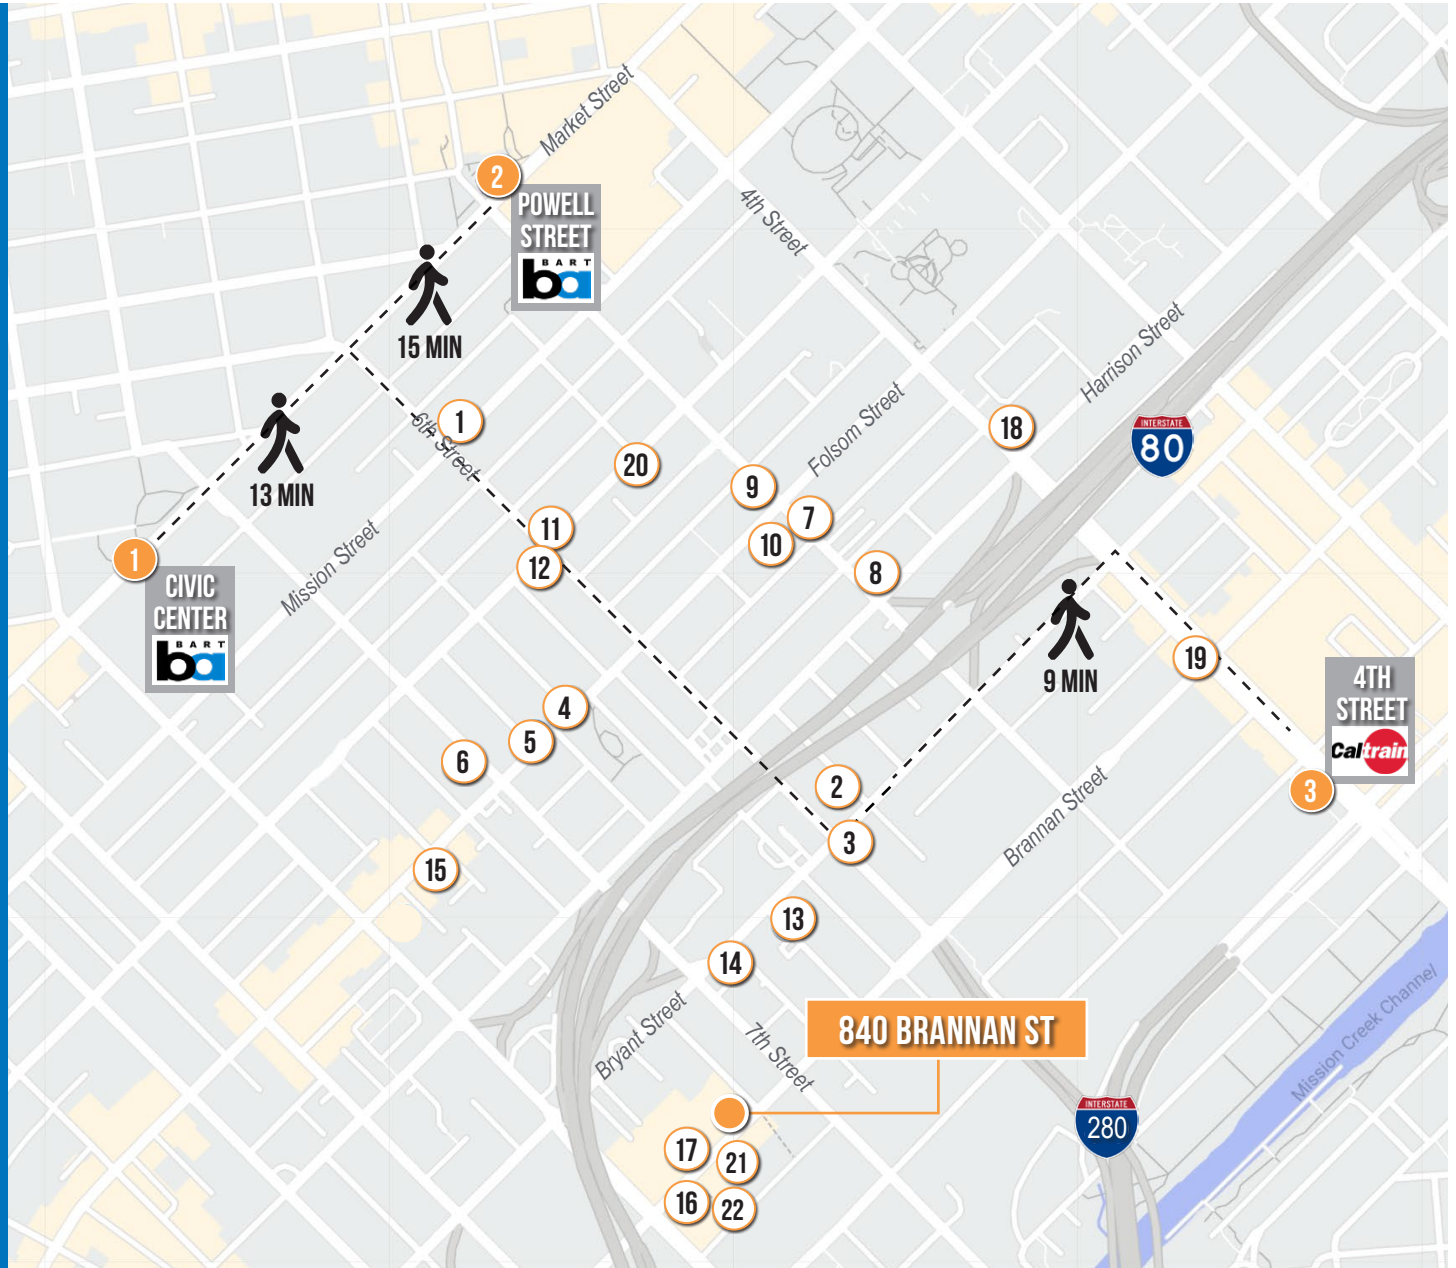 Market Street
2
POWELL
STREET
BART
ba
4th Street
15 MIN
Harrison Street
INTERSTATE
80
6th Street
1
Folsom Street
18
20
9
7
10
13 MIN
11
12
8
Mission Street
1
CIVIC
CENTER
BART
ba
9 MIN
19
4TH
STREET
Caltrain
3
4
5
6
2
3
Brannan Street
15
13
14
Bryant Street
7th Street
840 BRANNAN ST
Mission Creek Channel
INTERSTATE
280
17
21
16
22